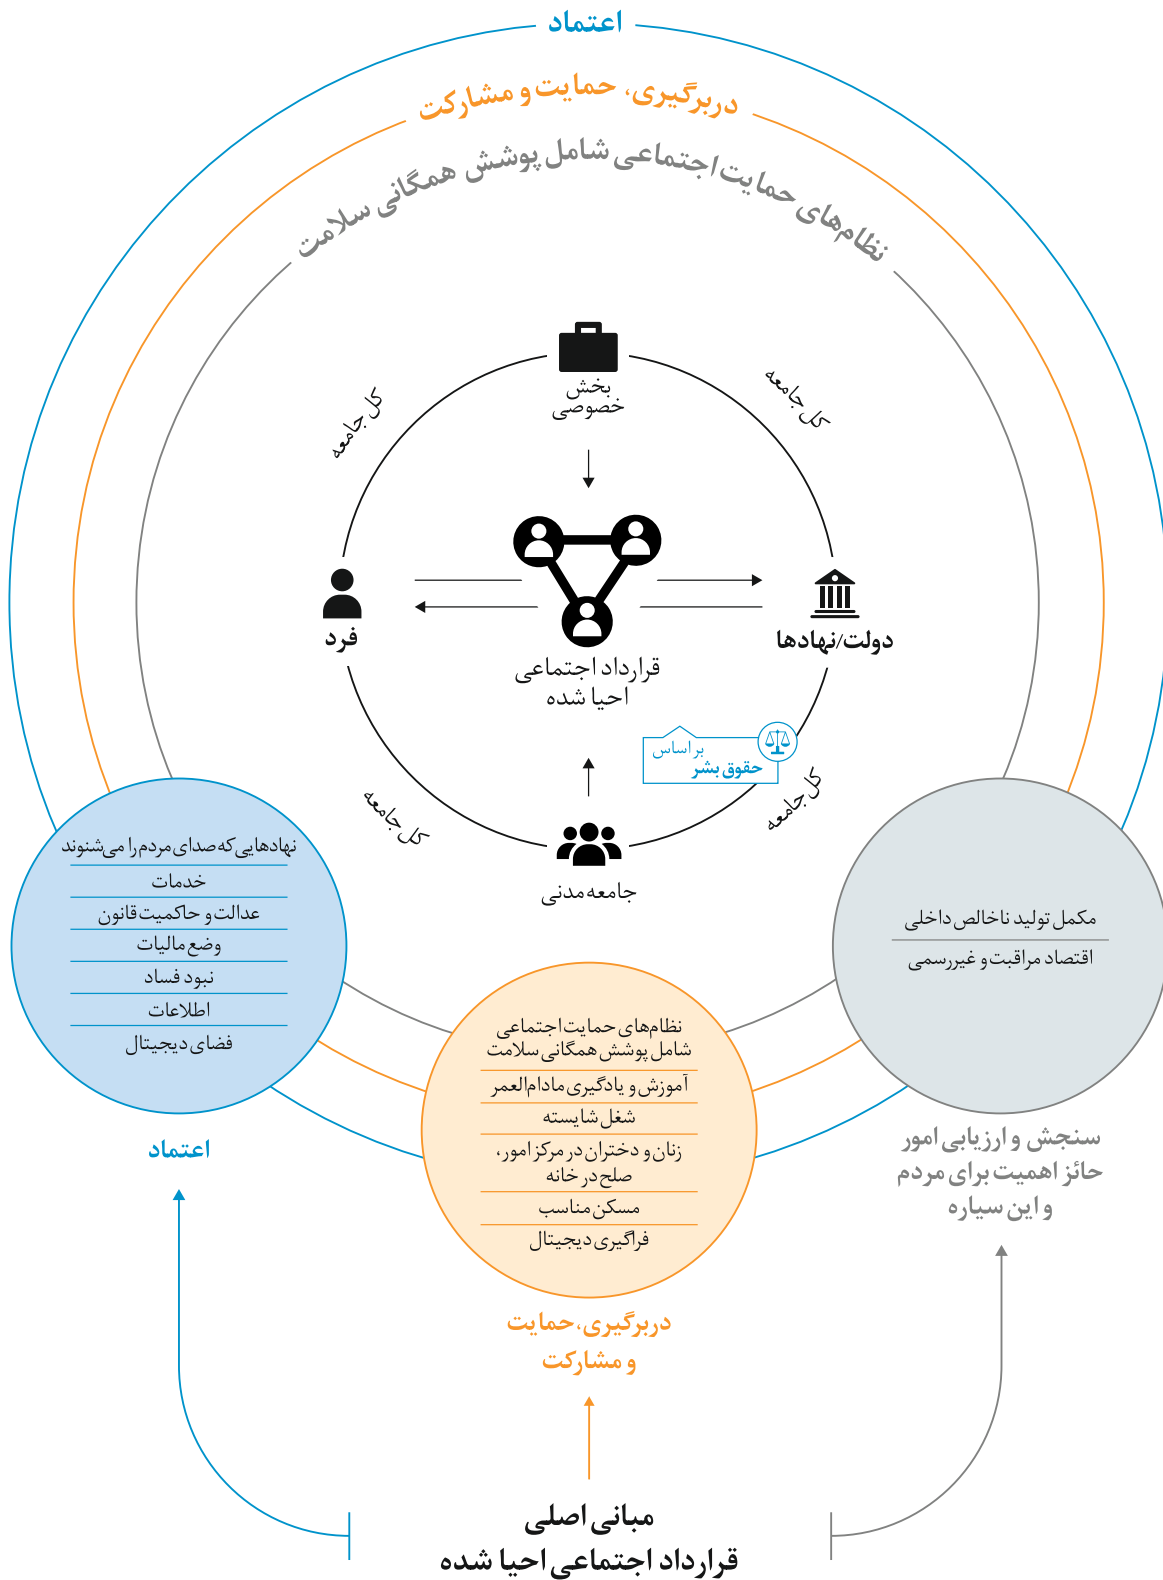 اعتماد
دربرگیری، حمایت و مشارکت
نظام‌های حمایت اجتماعی شامل پوشش همگانی سلامت
بخش
خصوصی
کل جامعه
کل جامعه
فرد
دولت/نهادها
قرارداد اجتماعی
احیا شده
بر اساس
حقوق بشر
کل جامعه
کل جامعه
جامعه مدنی
مکمل تولید ناخالص داخلی
اقتصاد مراقبت و غیررسمی
سنجش و ارزیابی امور
حائز اهمیت برای مردم
و این سیاره
نظام‌های حمایت اجتماعی
شامل پوشش همگانی سلامت
آموزش و یادگیری مادام‌العمر
شغل شایسته
زنان و دختران در مرکز امور،
صلح در خانه
مسکن مناسب
فراگیری دیجیتال
دربرگیری، حمایت
و مشارکت
نهادهایی که صدای مردم را می‌شنوند
خدمات
عدالت و حاکمیت قانون
وضع مالیات
نبود فساد
اطلاعات
فضای دیجیتال
اعتماد
مبانی اصلی
قرارداد اجتماعی احیا شده